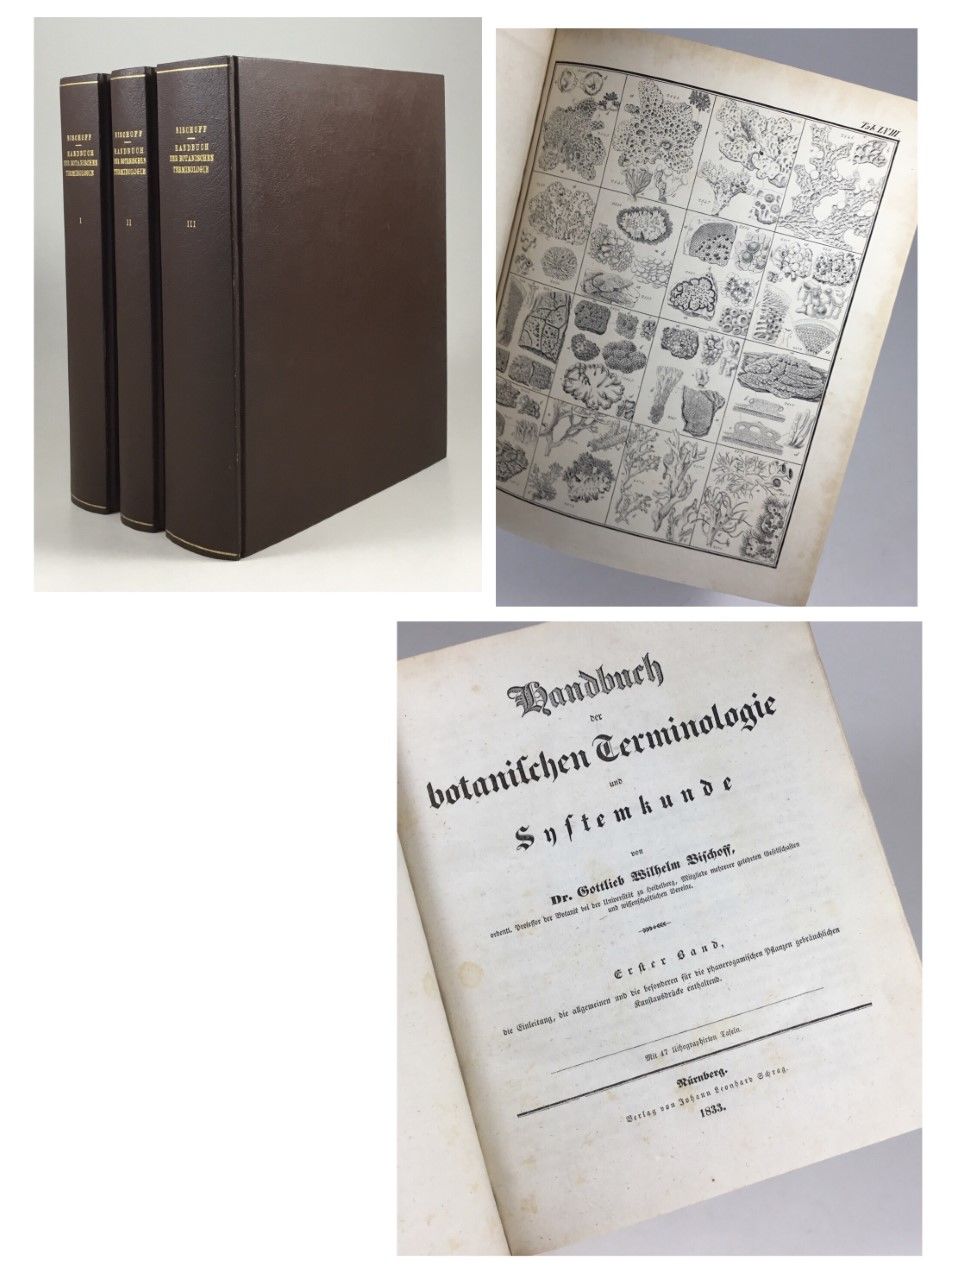 BISCHOFF
HANDBUCH
DER BOTANISCHEN
TERMINOLOGIE
I
BISCHOFF
HANDBUCH
DER BOTANISCHEN
TERMINOLOGIE
II
BISCHOFF
HANDBUCH
DER BOTANISCHEN
TERMINOLOGIE
III
Tab. LVIII
Handbuch
der
botaniſchen Terminologie
und
Syſtemkunde
von
Dr. Gottlieb Wilhelm Biſchoff,
ordentl. Profeſſor der Botanik bei der Univerſität zu Heidelberg, Mitgliede mehrerer gelehrten Geſellſchaften
und wiſſenſchaftlichen Vereine.
Erſter Band,
die Einleitung, die allgemeinen und die beſonderen für die phanerogamiſchen Pflanzen gebräuchlichen
Kunſtausdrücke enthaltend.
Mit 47 lithographirten Tafeln.
Nürnberg.
Verlag von Johann Leonhard Schrag.
1833.